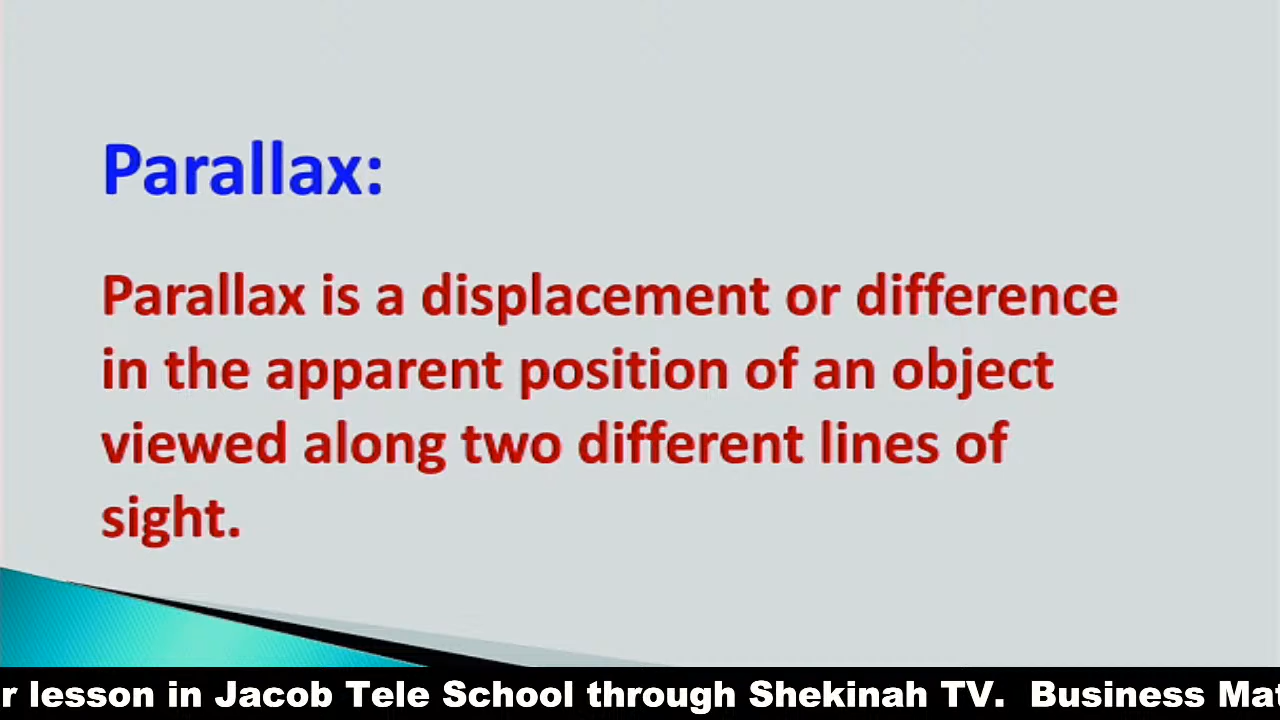 Parallax:
Parallax is a displacement or difference
in the apparent position of an object
viewed along two different lines of
sight.
r lesson in Jacob Tele School through Shekinah TV.  Business Mat